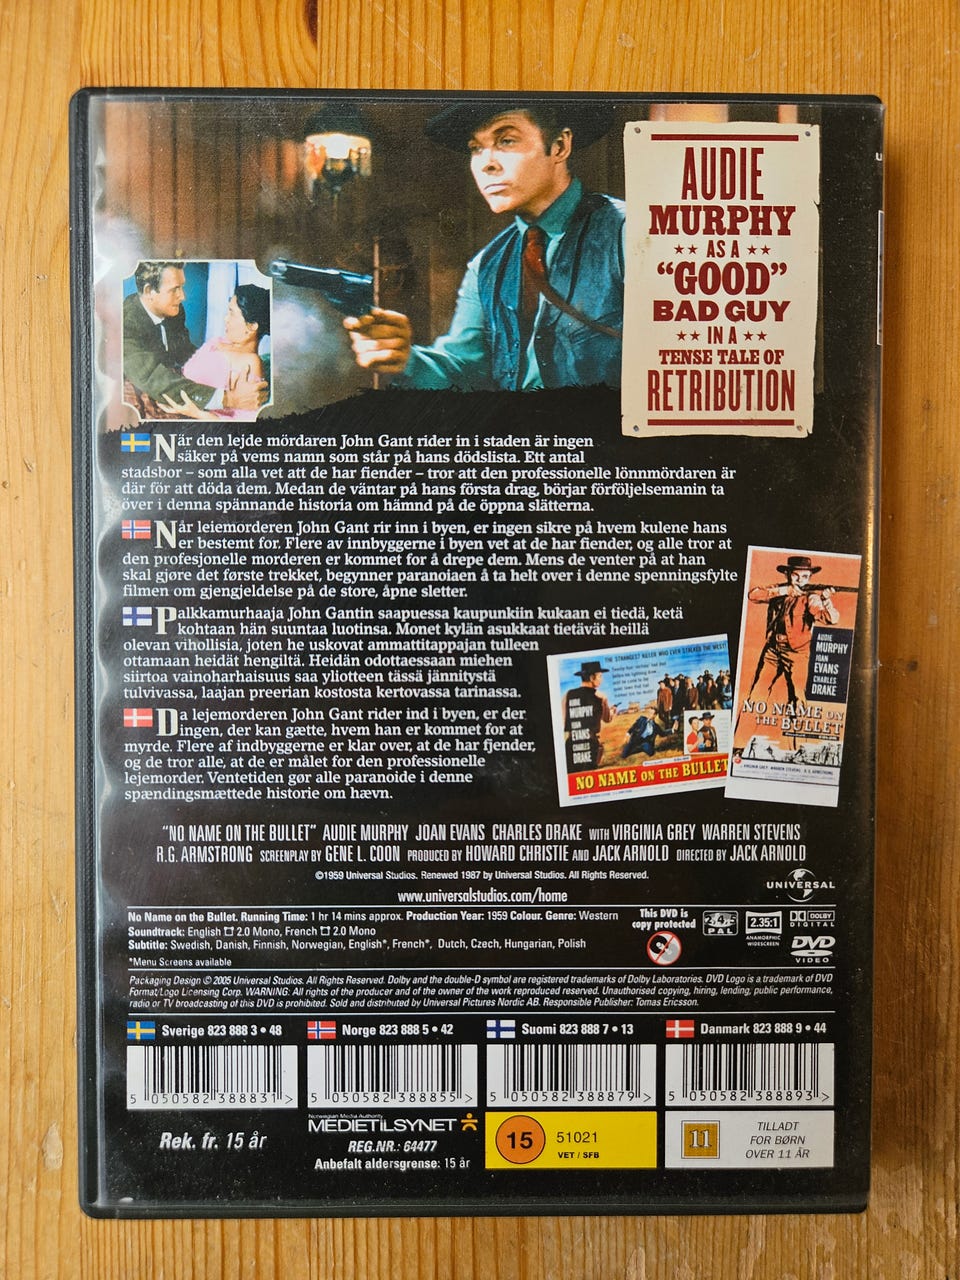 AUDIE
MURPHY
AS A
“GOOD”
BAD GUY
IN A
TENSE TALE OF
RETRIBUTION
När den lejde mördaren John Gant rider in i staden är ingen
säker på vems namn som står på hans dödslista. Ett antal
stadsbor – som alla vet att de har fiender – tror att den professionelle lönnmördaren är
där för att döda dem. Medan de väntar på hans första drag, börjar förföljelsemanin ta
över i denna spännande historia om hämnd på de öppna slätterna.
Når leiemorderen John Gant rir inn i byen, er ingen sikre på hvem kulene hans
er bestemt for. Flere av innbyggerne i byen vet at de har fiender, og alle tror at
den profesjonelle morderen er kommet for å drepe dem. Mens de venter på at han
skal gjøre det første trekket, begynner paranoiaen å ta helt over i denne spenningsfylte
filmen om gjengjeldelse på de store, åpne sletter.
Palkkamurhaaja John Gantin saapuessa kaupunkiin kukaan ei tiedä, ketä
kohtaan hän suuntaa luotinsa. Monet kylän asukkaat tietävät heillä
olevan vihollisia, joten he uskovat ammattitappajan tulleen
ottamaan heidät hengiltä. Heidän odottaessaan miehen
siirtoa vainoharhaisuus saa yliotteen tässä jännitystä
tulvivassa, laajan preerian kostosta kertovassa tarinassa.
Da lejemorderen John Gant rider ind i byen, er der
ingen, der kan gætte, hvem han er kommet for at
myrde. Flere af indbyggerne er klar over, at de har fjender,
og de tror alle, at de er målet for den professionelle
lejemorder. Ventetiden gør alle paranoide i denne
spændingsmættede historie om hævn.
THE STRANGEST KILLER WHO EVER STALKED THE WEST!
AUDIE
MURPHY
JOAN
EVANS
CHARLES
DRAKE
NO NAME ON THE BULLET
AUDIE
MURPHY
JOAN
EVANS
CHARLES
DRAKE
NO NAME ON
THE BULLET
VIRGINIA GREY WARREN STEVENS R.G. ARMSTRONG
“NO NAME ON THE BULLET” AUDIE MURPHY JOAN EVANS CHARLES DRAKE WITH VIRGINIA GREY WARREN STEVENS
R.G. ARMSTRONG SCREENPLAY BY GENE L. COON PRODUCED BY HOWARD CHRISTIE AND JACK ARNOLD DIRECTED BY JACK ARNOLD
©1959 Universal Studios. Renewed 1987 by Universal Studios. All Rights Reserved.
www.universalstudios.com/home
UNIVERSAL
No Name on the Bullet. Running Time: 1 hr 14 mins approx. Production Year: 1959 Colour. Genre: Western
Soundtrack: English 2.0 Mono, French 2.0 Mono
Subtitle: Swedish, Danish, Finnish, Norwegian, English*, French*, Dutch, Czech, Hungarian, Polish
*Menu Screens available
This DVD is
copy protected
2
PAL
2.35:1
ANAMORPHIC
WIDESCREEN
DOLBY
DIGITAL
DVD
VIDEO
Packaging Design © 2005 Universal Studios. All Rights Reserved. Dolby and the double-D symbol are registered trademarks of Dolby Laboratories. DVD Logo is a trademark of DVD
Format/Logo Licensing Corp. WARNING: All rights of the producer and of the owner of the work reproduced reserved. Unauthorised copying, hiring, lending, public performance,
radio or TV broadcasting of this DVD is prohibited. Sold and distributed by Universal Pictures Nordic AB. Responsible Publisher: Tomas Ericsson.
Sverige 823 888 3 • 48
Norge 823 888 5 • 42
Suomi 823 888 7 • 13
Danmark 823 888 9 • 44
5 050582 388831 >
5 050582 388855 >
5 050582 388879 >
5 050582 388893 >
Rek. fr. 15 år
Norwegian Media Authority
MEDIETILSYNET
REG.NR.: 64477
Anbefalt aldersgrense: 15 år
15
51021
VET / SFB
11
TILLADT
FOR BØRN
OVER 11 ÅR